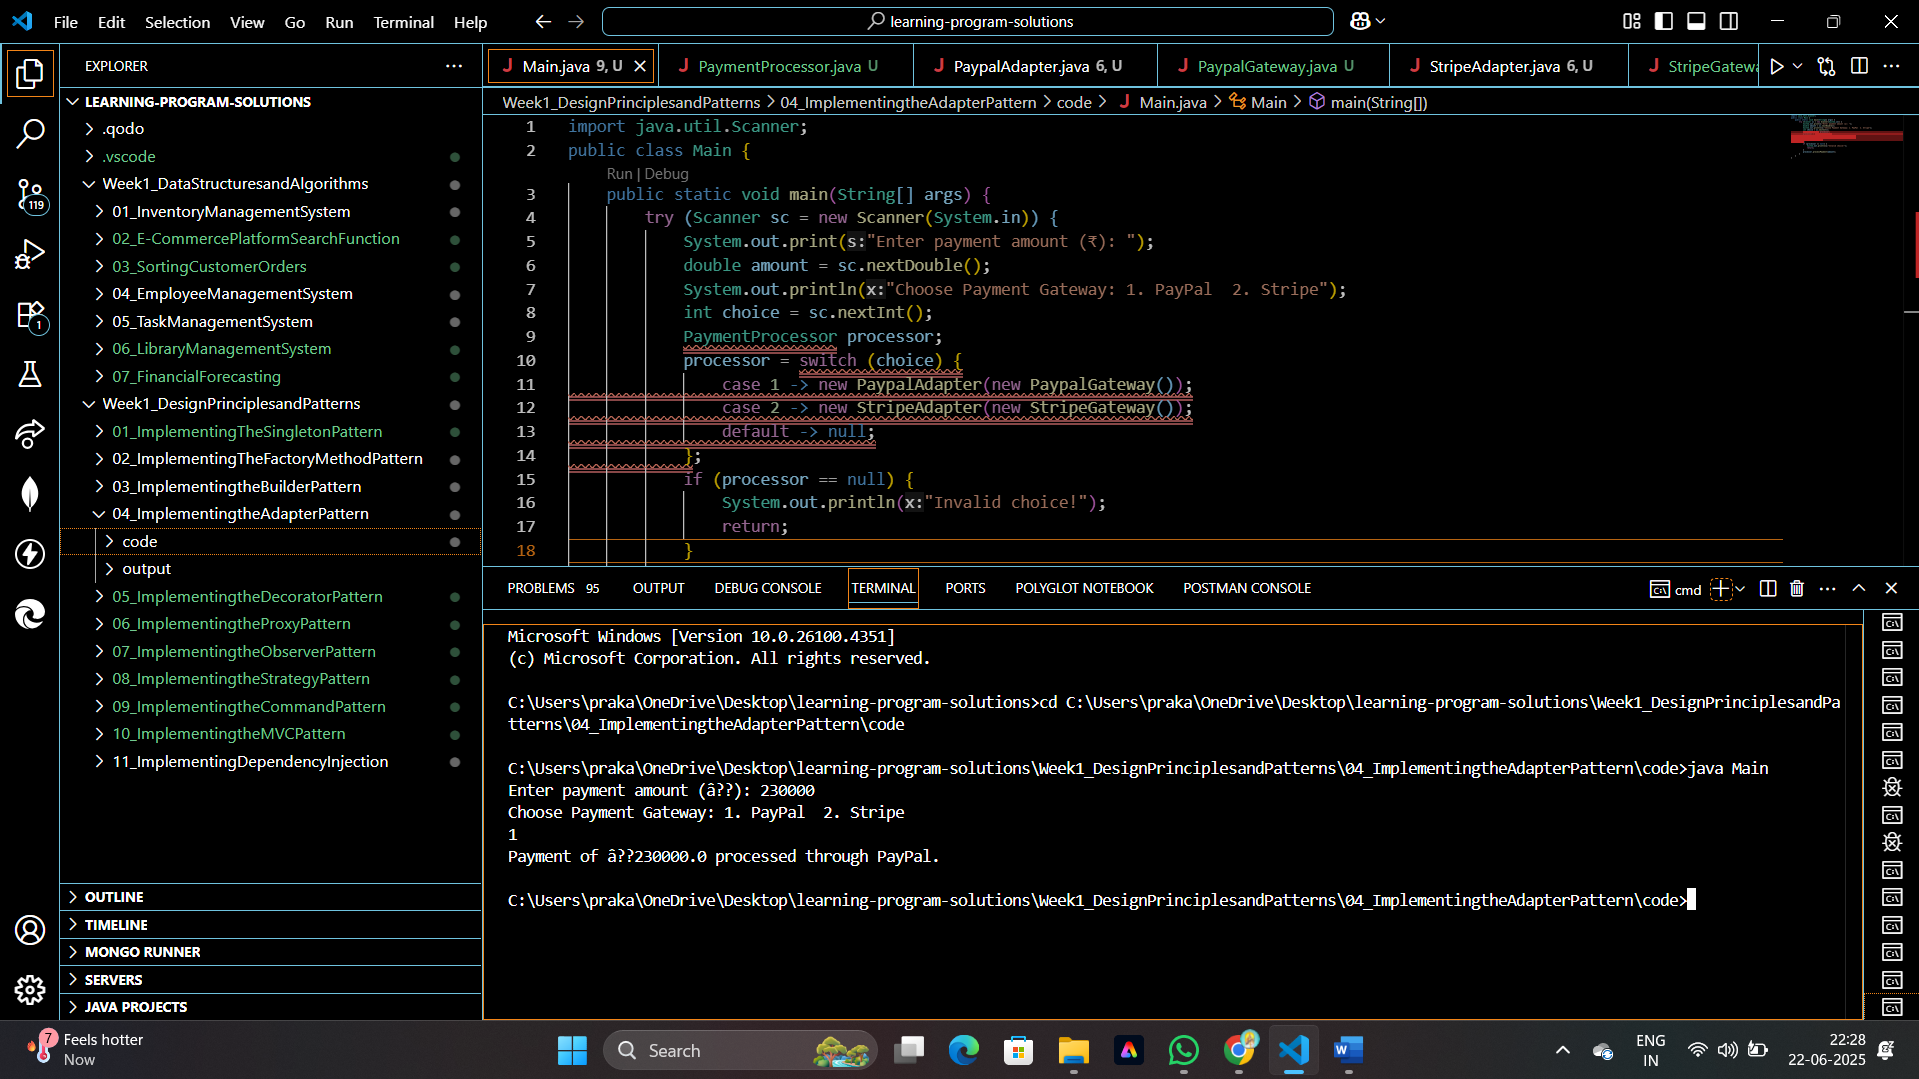 File Edit Selection View Go Run Terminal Help
learning-program-solutions
EXPLORER
LEARNING-PROGRAM-SOLUTIONS
.qodo
.vscode
Week1_DataStructuresandAlgorithms
01_InventoryManagementSystem
02_E-CommercePlatformSearchFunction
03_SortingCustomerOrders
04_EmployeeManagementSystem
05_TaskManagementSystem
06_LibraryManagementSystem
07_FinancialForecasting
Week1_DesignPrinciplesandPatterns
01_ImplementingTheSingletonPattern
02_ImplementingTheFactoryMethodPattern
03_ImplementingtheBuilderPattern
04_ImplementingtheAdapterPattern
code
output
05_ImplementingtheDecoratorPattern
06_ImplementingtheProxyPattern
07_ImplementingtheObserverPattern
08_ImplementingtheStrategyPattern
09_ImplementingtheCommandPattern
10_ImplementingtheMVCPattern
11_ImplementingDependencyInjection
OUTLINE
TIMELINE
MONGO RUNNER
SERVERS
JAVA PROJECTS
119
1
Main.java 9, U PaymentProcessor.java U PaypalAdapter.java 6, U PaypalGateway.java U StripeAdapter.java 6, U StripeGatewa
Week1_DesignPrinciplesandPatterns > 04_ImplementingtheAdapterPattern > code > Main.java > Main > main(String[])
1 import java.util.Scanner;
2 public class Main {
Run | Debug
3 public static void main(String[] args) {
4 try (Scanner sc = new Scanner(System.in)) {
5 System.out.print(s:"Enter payment amount (₹): ");
6 double amount = sc.nextDouble();
7 System.out.println(x:"Choose Payment Gateway: 1. PayPal  2. Stripe");
8 int choice = sc.nextInt();
9 PaymentProcessor processor;
10 processor = switch (choice) {
11 case 1 -> new PaypalAdapter(new PaypalGateway());
12 case 2 -> new StripeAdapter(new StripeGateway());
13 default -> null;
14 };
15 if (processor == null) {
16 System.out.println(x:"Invalid choice!");
17 return;
18 }
PROBLEMS 95 OUTPUT DEBUG CONSOLE TERMINAL PORTS POLYGLOT NOTEBOOK POSTMAN CONSOLE
cmd
Microsoft Windows [Version 10.0.26100.4351]
(c) Microsoft Corporation. All rights reserved.
C:\Users\praka\OneDrive\Desktop\learning-program-solutions>cd C:\Users\praka\OneDrive\Desktop\learning-program-solutions\Week1_DesignPrinciplesandPa
tterns\04_ImplementingtheAdapterPattern\code
C:\Users\praka\OneDrive\Desktop\learning-program-solutions\Week1_DesignPrinciplesandPatterns\04_ImplementingtheAdapterPattern\code>java Main
Enter payment amount (â??): 230000
Choose Payment Gateway: 1. PayPal  2. Stripe
1
Payment of â??230000.0 processed through PayPal.
C:\Users\praka\OneDrive\Desktop\learning-program-solutions\Week1_DesignPrinciplesandPatterns\04_ImplementingtheAdapterPattern\code>
7
Feels hotter
Now
Search
ENG
IN
22:28
22-06-2025